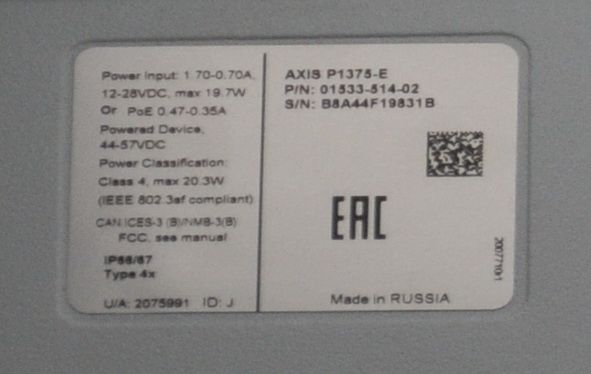 Power Input: 1.70-0.70A,
12-28VDC, max 19.7W
Or PoE 0.47-0.35A
Powered Device,
44-57VDC
Power Classification:
Class 4, max 20.3W
(IEEE 802.3af compliant)
CAN ICES-3 (B)/NMB-3(B)
FCC, see manual
IP66/67
Type 4x
U/A: 2075991 ID: J
AXIS P1375-E
P/N: 01533-514-02
S/N: B8A44F19831B
EAC
Made in RUSSIA